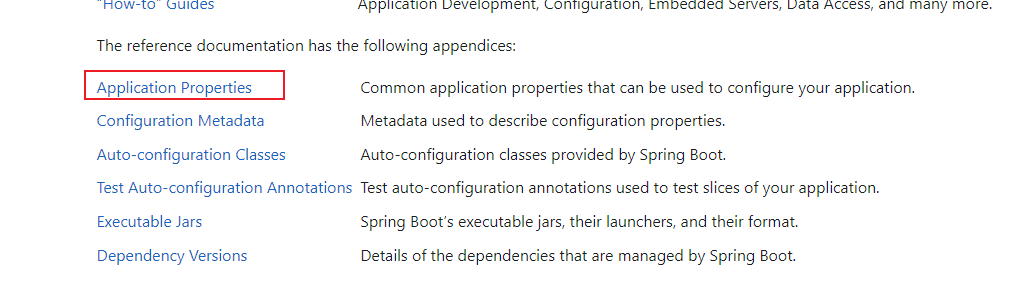 "How-to" Guides Application Development, Configuration, Embedded Servers, Data Access, and many more.
The reference documentation has the following appendices:
Application Properties Common application properties that can be used to configure your application.
Configuration Metadata Metadata used to describe configuration properties.
Auto-configuration Classes Auto-configuration classes provided by Spring Boot.
Test Auto-configuration Annotations Test auto-configuration annotations used to test slices of your application.
Executable Jars Spring Boot’s executable jars, their launchers, and their format.
Dependency Versions Details of the dependencies that are managed by Spring Boot.